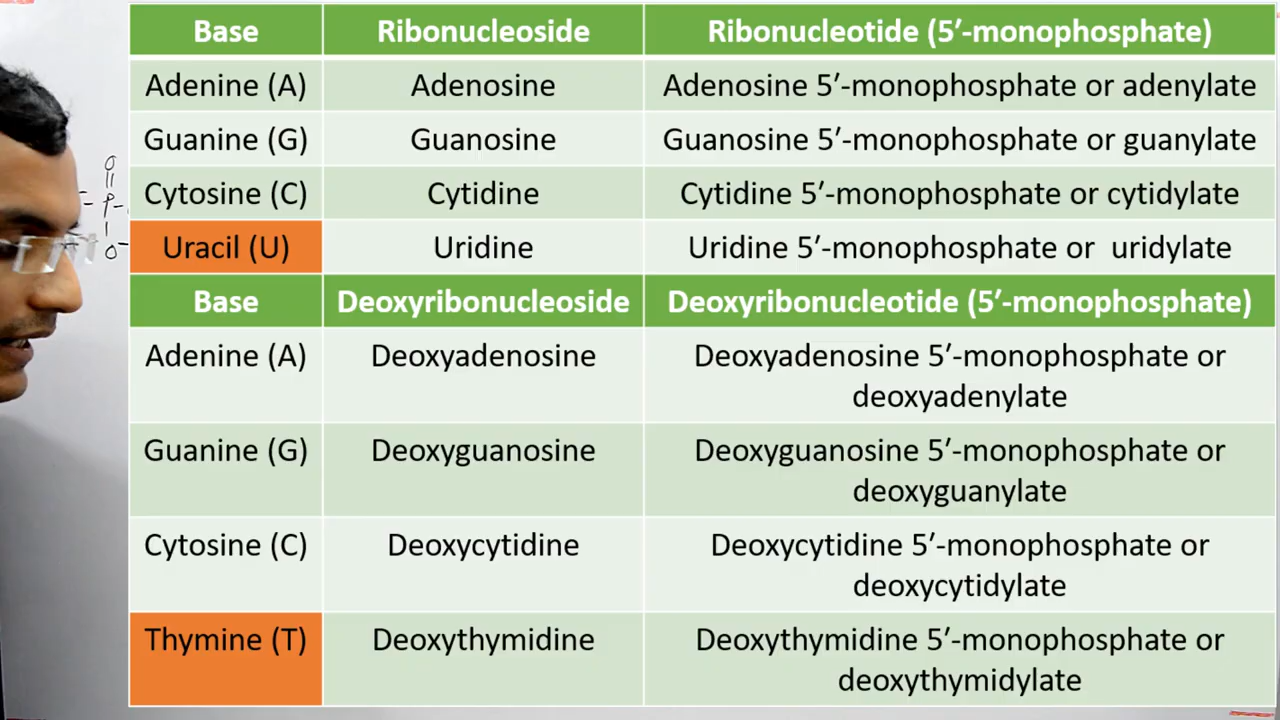 Base Ribonucleoside Ribonucleotide (5′-monophosphate)
Adenine (A) Adenosine Adenosine 5′-monophosphate or adenylate
Guanine (G) Guanosine Guanosine 5′-monophosphate or guanylate
Cytosine (C) Cytidine Cytidine 5′-monophosphate or cytidylate
Uracil (U) Uridine Uridine 5′-monophosphate or uridylate
Base Deoxyribonucleoside Deoxyribonucleotide (5′-monophosphate)
Adenine (A) Deoxyadenosine Deoxyadenosine 5′-monophosphate or
deoxyadenylate
Guanine (G) Deoxyguanosine Deoxyguanosine 5′-monophosphate or
deoxyguanylate
Cytosine (C) Deoxycytidine Deoxycytidine 5′-monophosphate or
deoxycytidylate
Thymine (T) Deoxythymidine Deoxythymidine 5′-monophosphate or
deoxythymidylate
O
P
O